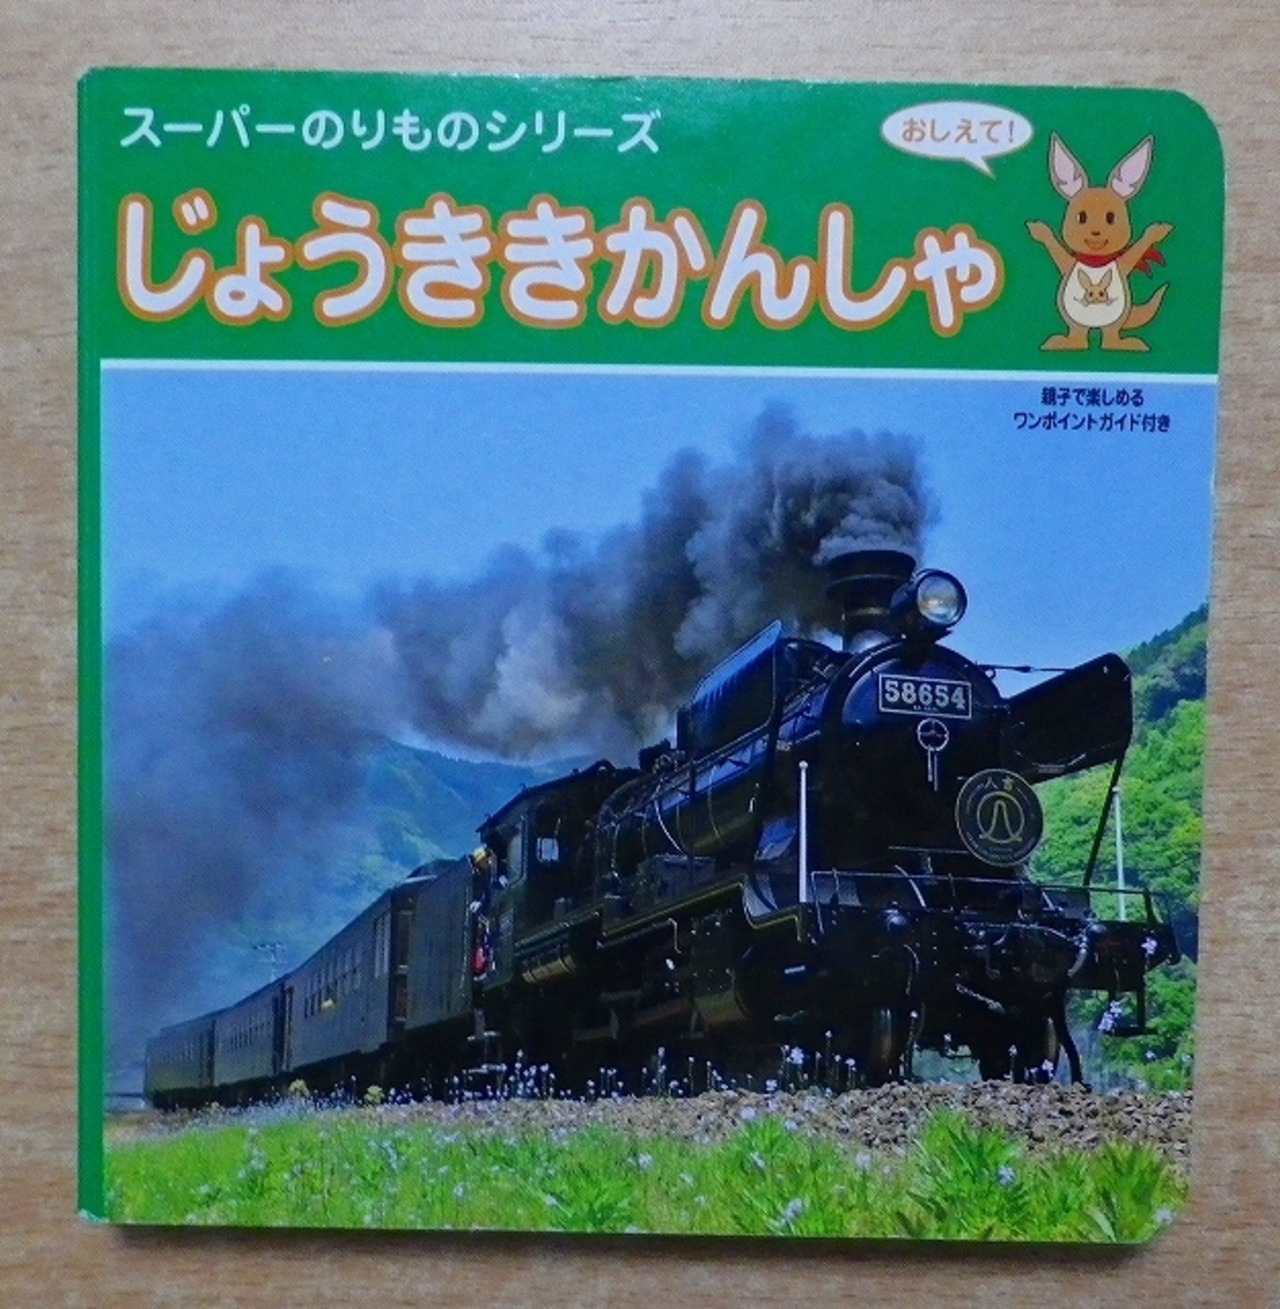 スーパーのりものシリーズ
おしえて!
じょうききかんしゃ
親子で楽しめる
ワンポイントガイド付き
58654
八